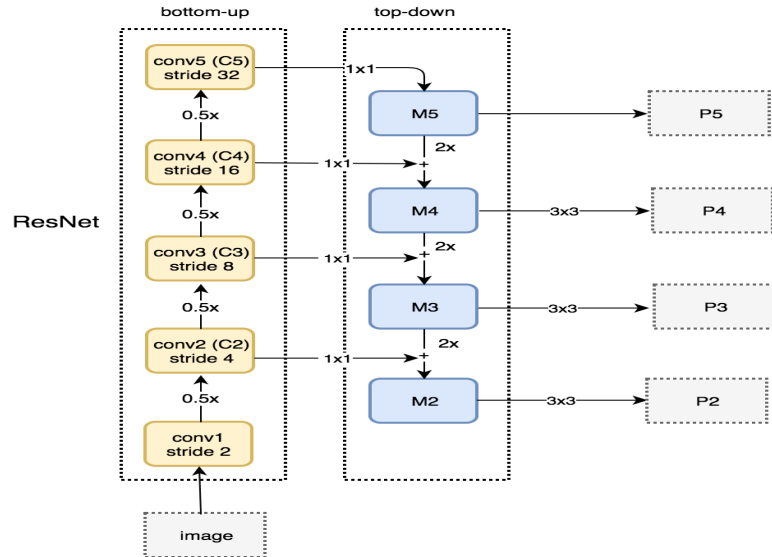 bottom-up
top-down
conv5 (C5)
stride 32
1x1
M5
P5
0.5x
2x
conv4 (C4)
stride 16
1x1
+
M4
3x3
P4
ResNet
0.5x
2x
conv3 (C3)
stride 8
1x1
+
M3
3x3
P3
0.5x
2x
conv2 (C2)
stride 4
1x1
+
M2
3x3
P2
0.5x
conv1
stride 2
image